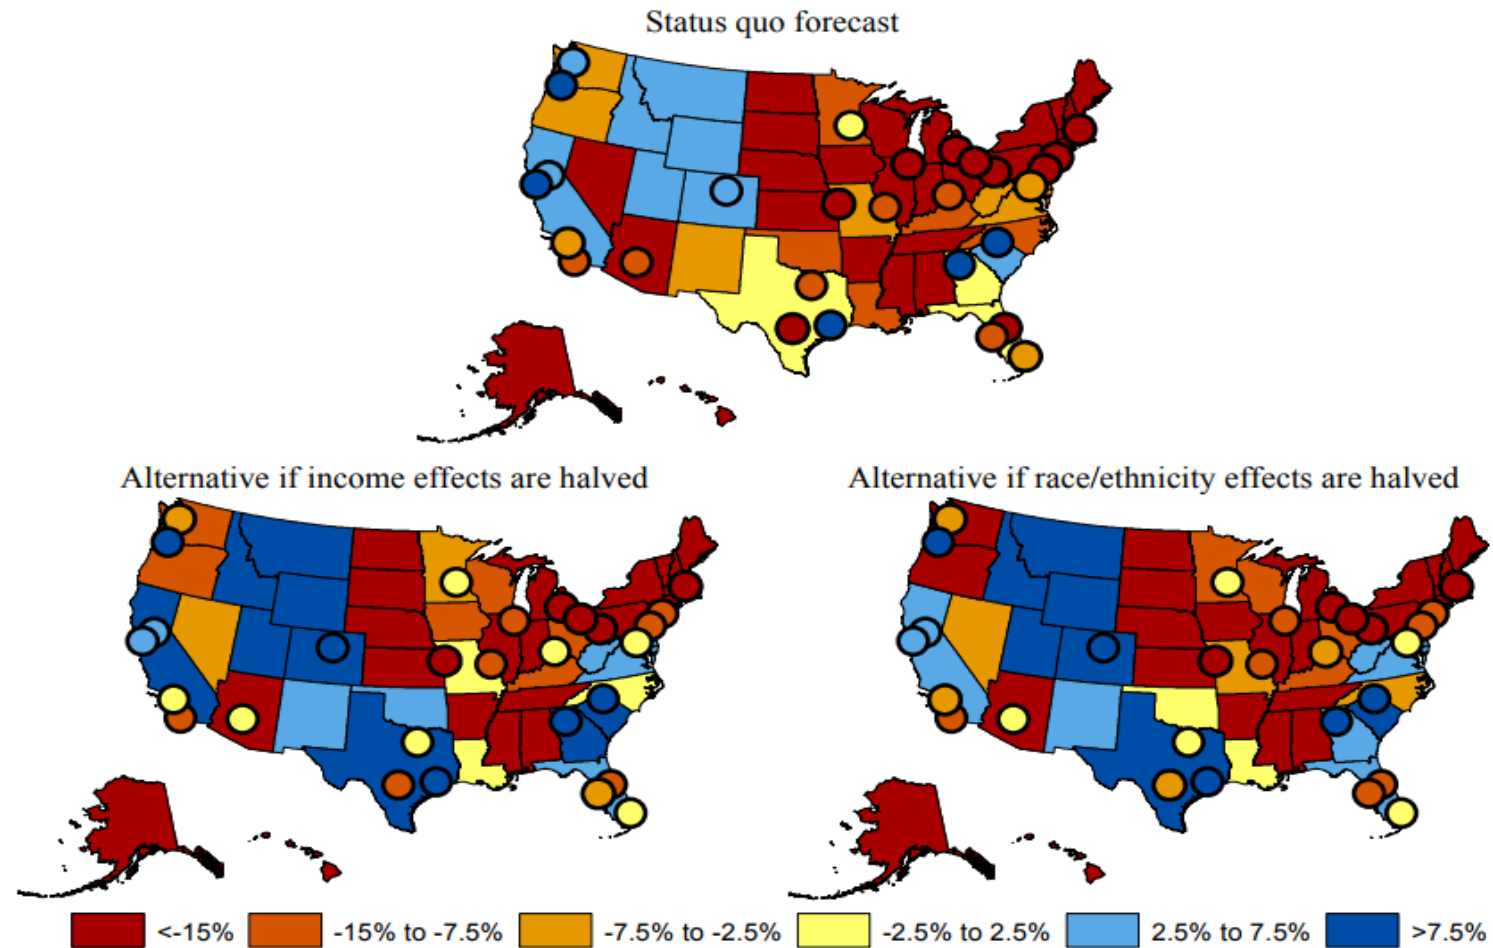 Status quo forecast
Alternative if income effects are halved
Alternative if race/ethnicity effects are halved
<-15%
-15% to -7.5%
-7.5% to -2.5%
-2.5% to 2.5%
2.5% to 7.5%
>7.5%